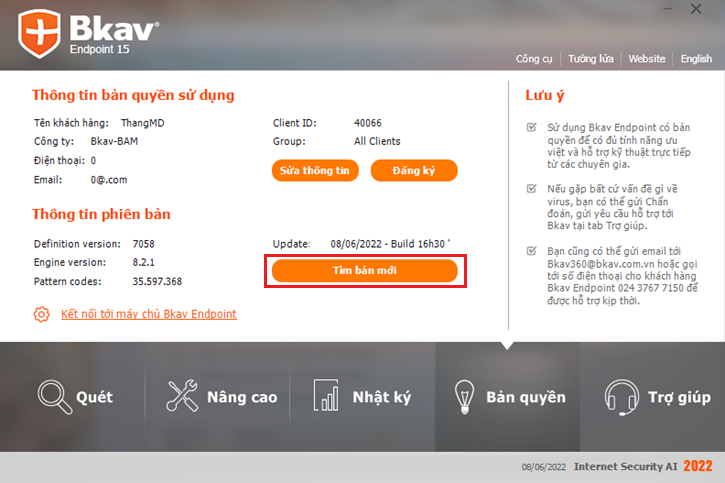 Bkav®
Endpoint 15
Công cụ
Tường lửa
Website
English
Thông tin bản quyền sử dụng
Tên khách hàng: ThangMD
Công ty: Bkav-BAM
Điện thoại: 0
Email: 0@.com
Client ID: 40066
Group: All Clients
Sửa thông tin
Đăng ký
Thông tin phiên bản
Definition version: 7058
Engine version: 8.2.1
Pattern codes: 35.597.368
Update: 08/06/2022 - Build 16h30 '
Tìm bản mới
Kết nối tới máy chủ Bkav Endpoint
Lưu ý
Sử dụng Bkav Endpoint có bản
quyền để có đủ tính năng ưu
việt và hỗ trợ kỹ thuật trực tiếp
từ các chuyên gia.
Nếu gặp bất cứ vấn đề gì về
virus, bạn có thể gửi Chẩn
đoán, gửi yêu cầu hỗ trợ tới
Bkav tại tab Trợ giúp.
Bạn cũng có thể gửi email tới
Bkav360@bkav.com.vn hoặc gọi
tới số điện thoại cho khách hàng
Bkav Endpoint 024 3767 7150 để
được hỗ trợ kịp thời.
Quét
Nâng cao
Nhật ký
Bản quyền
Trợ giúp
08/06/2022 Internet Security AI 2022